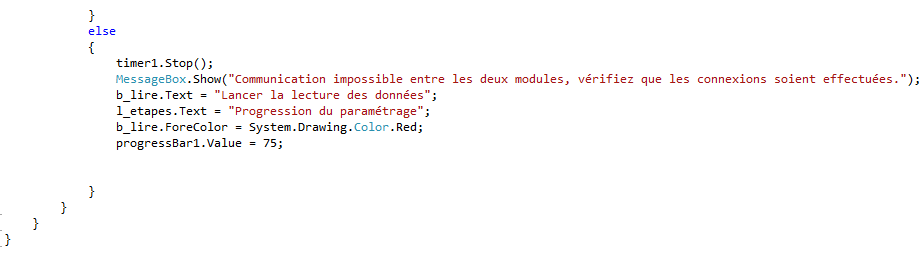 }
else
{
timer1.Stop();
MessageBox.Show("Communication impossible entre les deux modules, vérifiez que les connexions soient effectuées.");
b_lire.Text = "Lancer la lecture des données";
l_etapes.Text = "Progression du paramétrage";
b_lire.ForeColor = System.Drawing.Color.Red;
progressBar1.Value = 75;
}
}
}
}